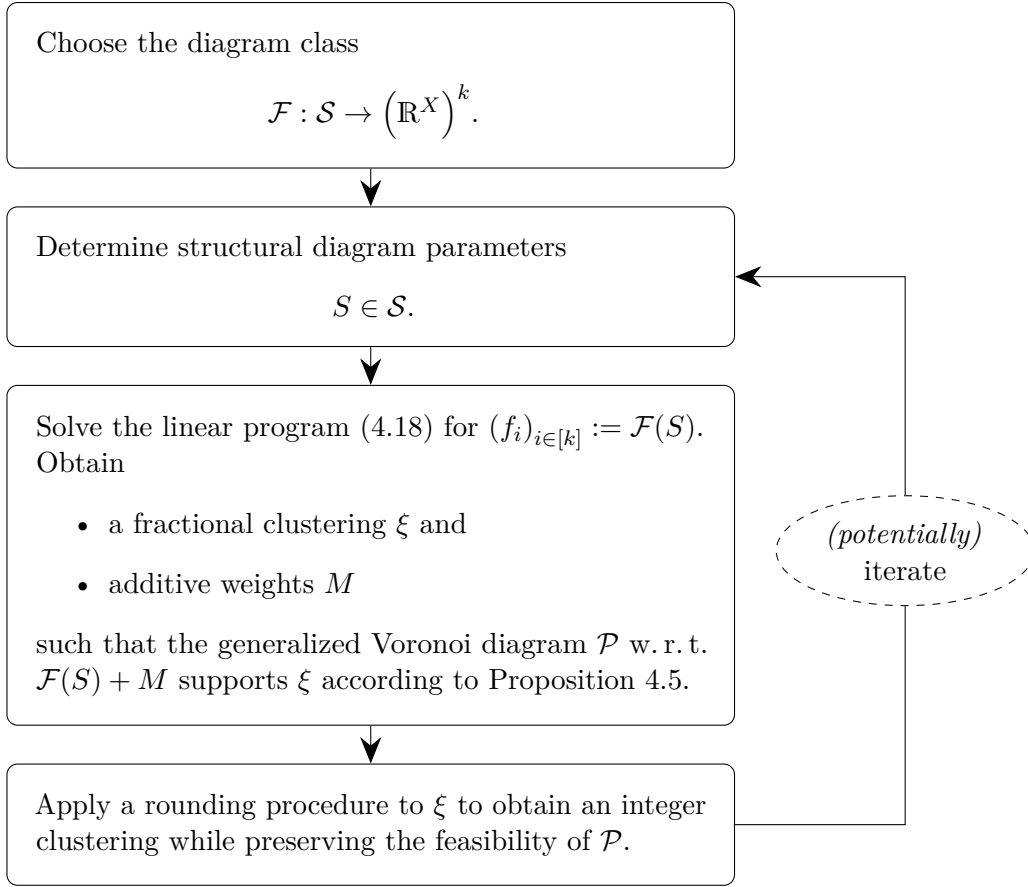 Choose the diagram class
𝓕 : 𝓢 → (ℝ^X)^k.
Determine structural diagram parameters
S ∈ 𝓢.
Solve the linear program (4.18) for (f_i)_{i∈[k]} := 𝓕(S).
Obtain
• a fractional clustering ξ and
• additive weights M
such that the generalized Voronoi diagram 𝓟 w. r. t.
𝓕(S) + M supports ξ according to Proposition 4.5.
(potentially)
iterate
Apply a rounding procedure to ξ to obtain an integer
clustering while preserving the feasibility of 𝓟.